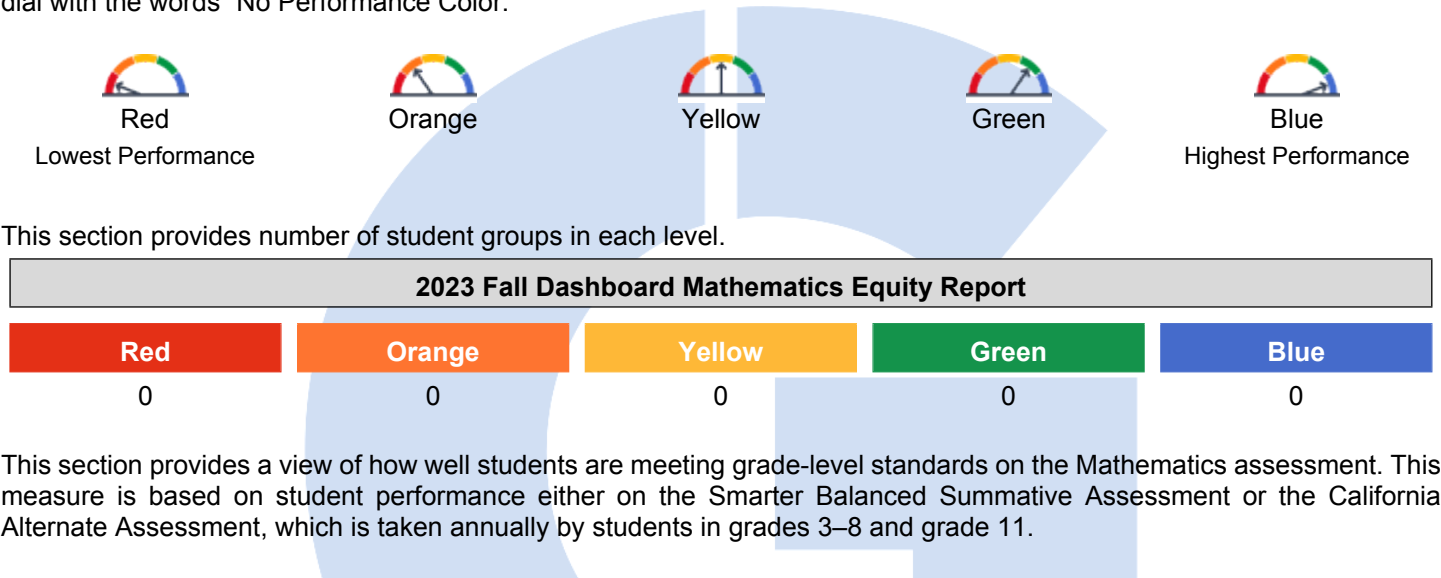 dial with the words "No Performance Color."
Red Orange Yellow Green Blue
Lowest Performance Highest Performance
This section provides number of student groups in each level.
2023 Fall Dashboard Mathematics Equity Report
Red Orange Yellow Green Blue
0 0 0 0 0
This section provides a view of how well students are meeting grade-level standards on the Mathematics assessment. This
measure is based on student performance either on the Smarter Balanced Summative Assessment or the California
Alternate Assessment, which is taken annually by students in grades 3–8 and grade 11.